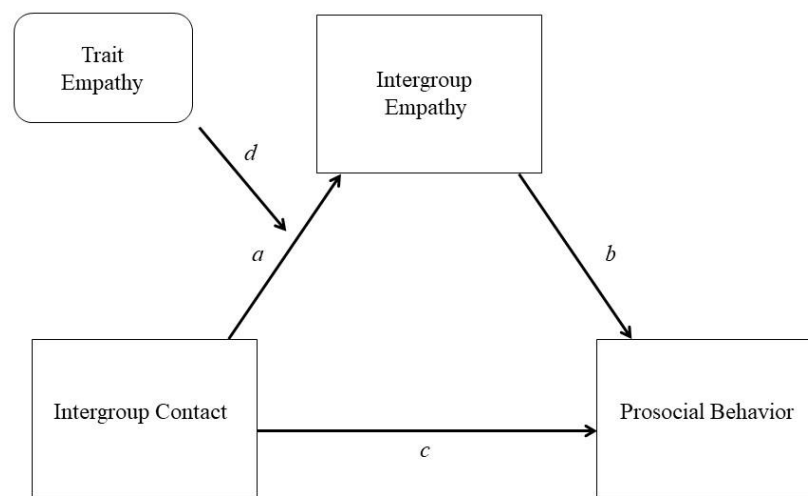 Trait
Empathy
Intergroup
Empathy
d
a
b
Intergroup Contact
Prosocial Behavior
c